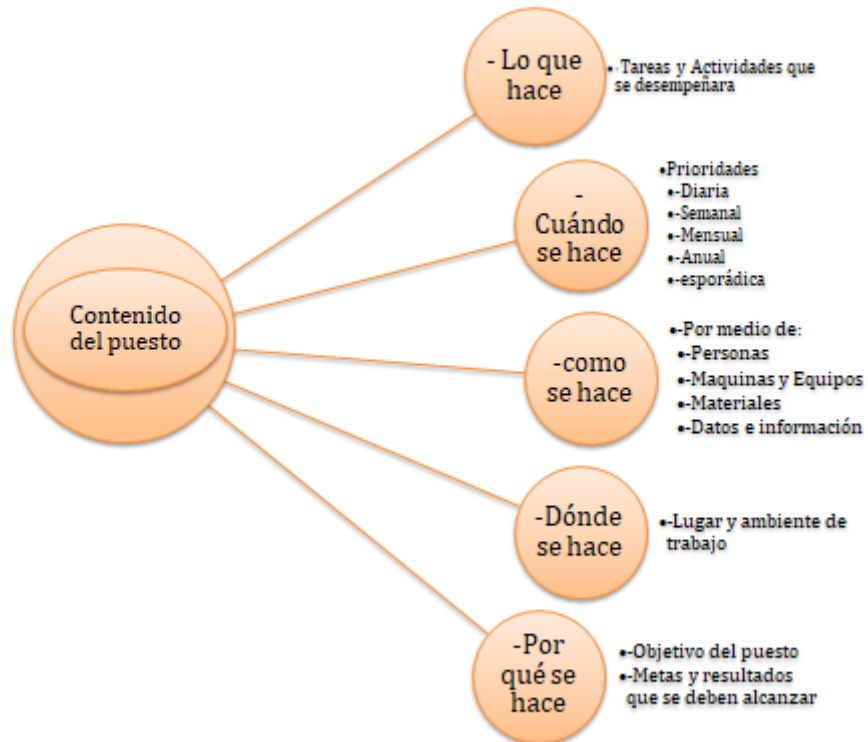 Contenido
del puesto
- Lo que
hace
•-Tareas y Actividades que
se desempeñara
-
Cuándo
se hace
•Prioridades
•-Diaria
•-Semanal
•-Mensual
•-Anual
•-esporádica
-como
se hace
•-Por medio de:
•-Personas
•-Maquinas y Equipos
•-Materiales
•-Datos e información
-Dónde
se hace
•-Lugar y ambiente de
trabajo
-Por
qué se
hace
•-Objetivo del puesto
•-Metas y resultados
que se deben alcanzar